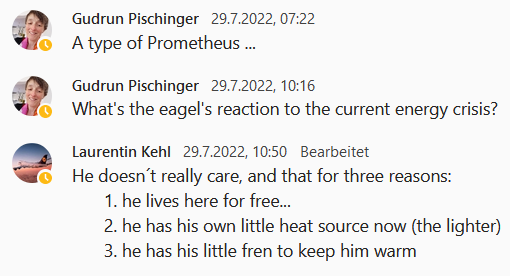 Gudrun Pischinger 29.7.2022, 07:22
A type of Prometheus ...
Gudrun Pischinger 29.7.2022, 10:16
What's the eagel's reaction to the current energy crisis?
Laurentin Kehl 29.7.2022, 10:50 Bearbeitet
He doesn´t really care, and that for three reasons:
1. he lives here for free...
2. he has his own little heat source now (the lighter)
3. he has his little fren to keep him warm